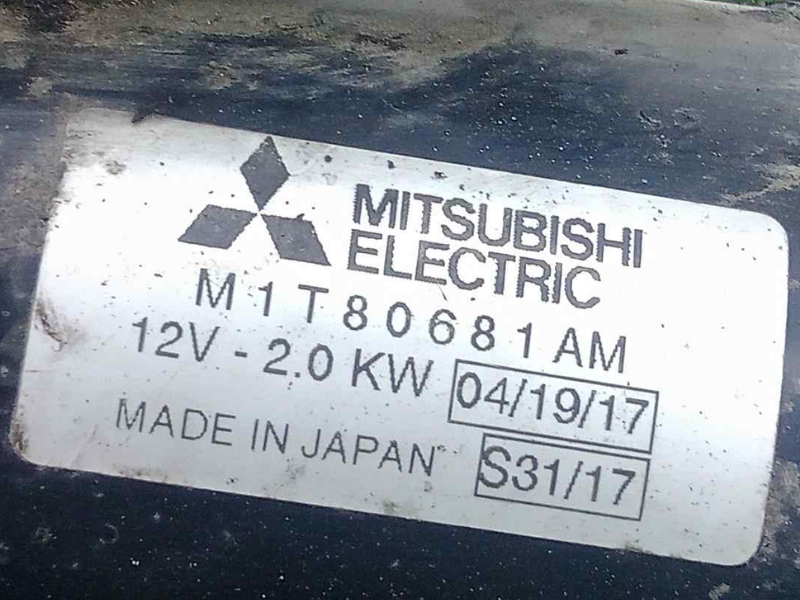 MITSUBISHI
ELECTRIC
M1T80681AM
12V - 2.0 KW 04/19/17
MADE IN JAPAN S31/17